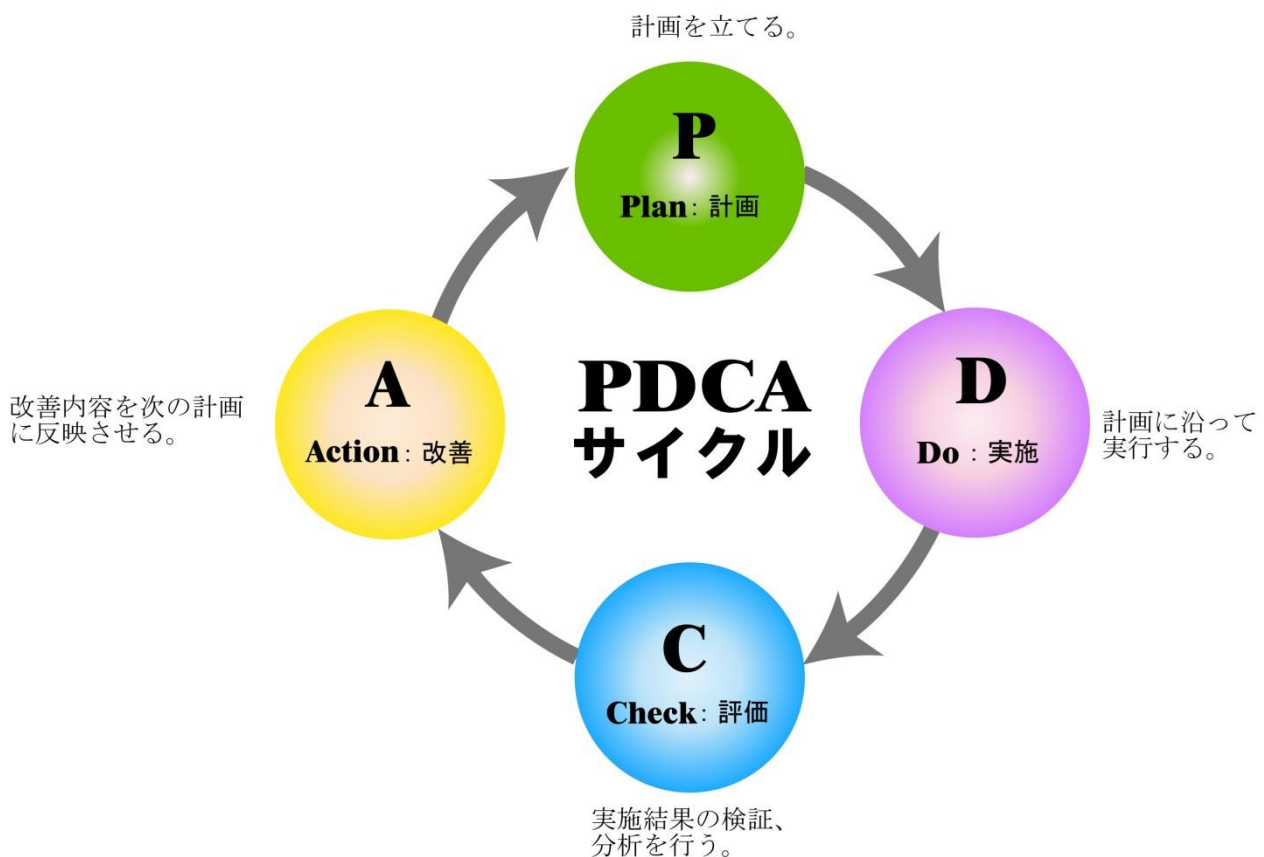 計画を立てる。
P
Plan：計画
D
Do：実施
計画に沿って
実行する。
C
Check：評価
実施結果の検証、
分析を行う。
A
Action：改善
改善内容を次の計画
に反映させる。
PDCA
サイクル